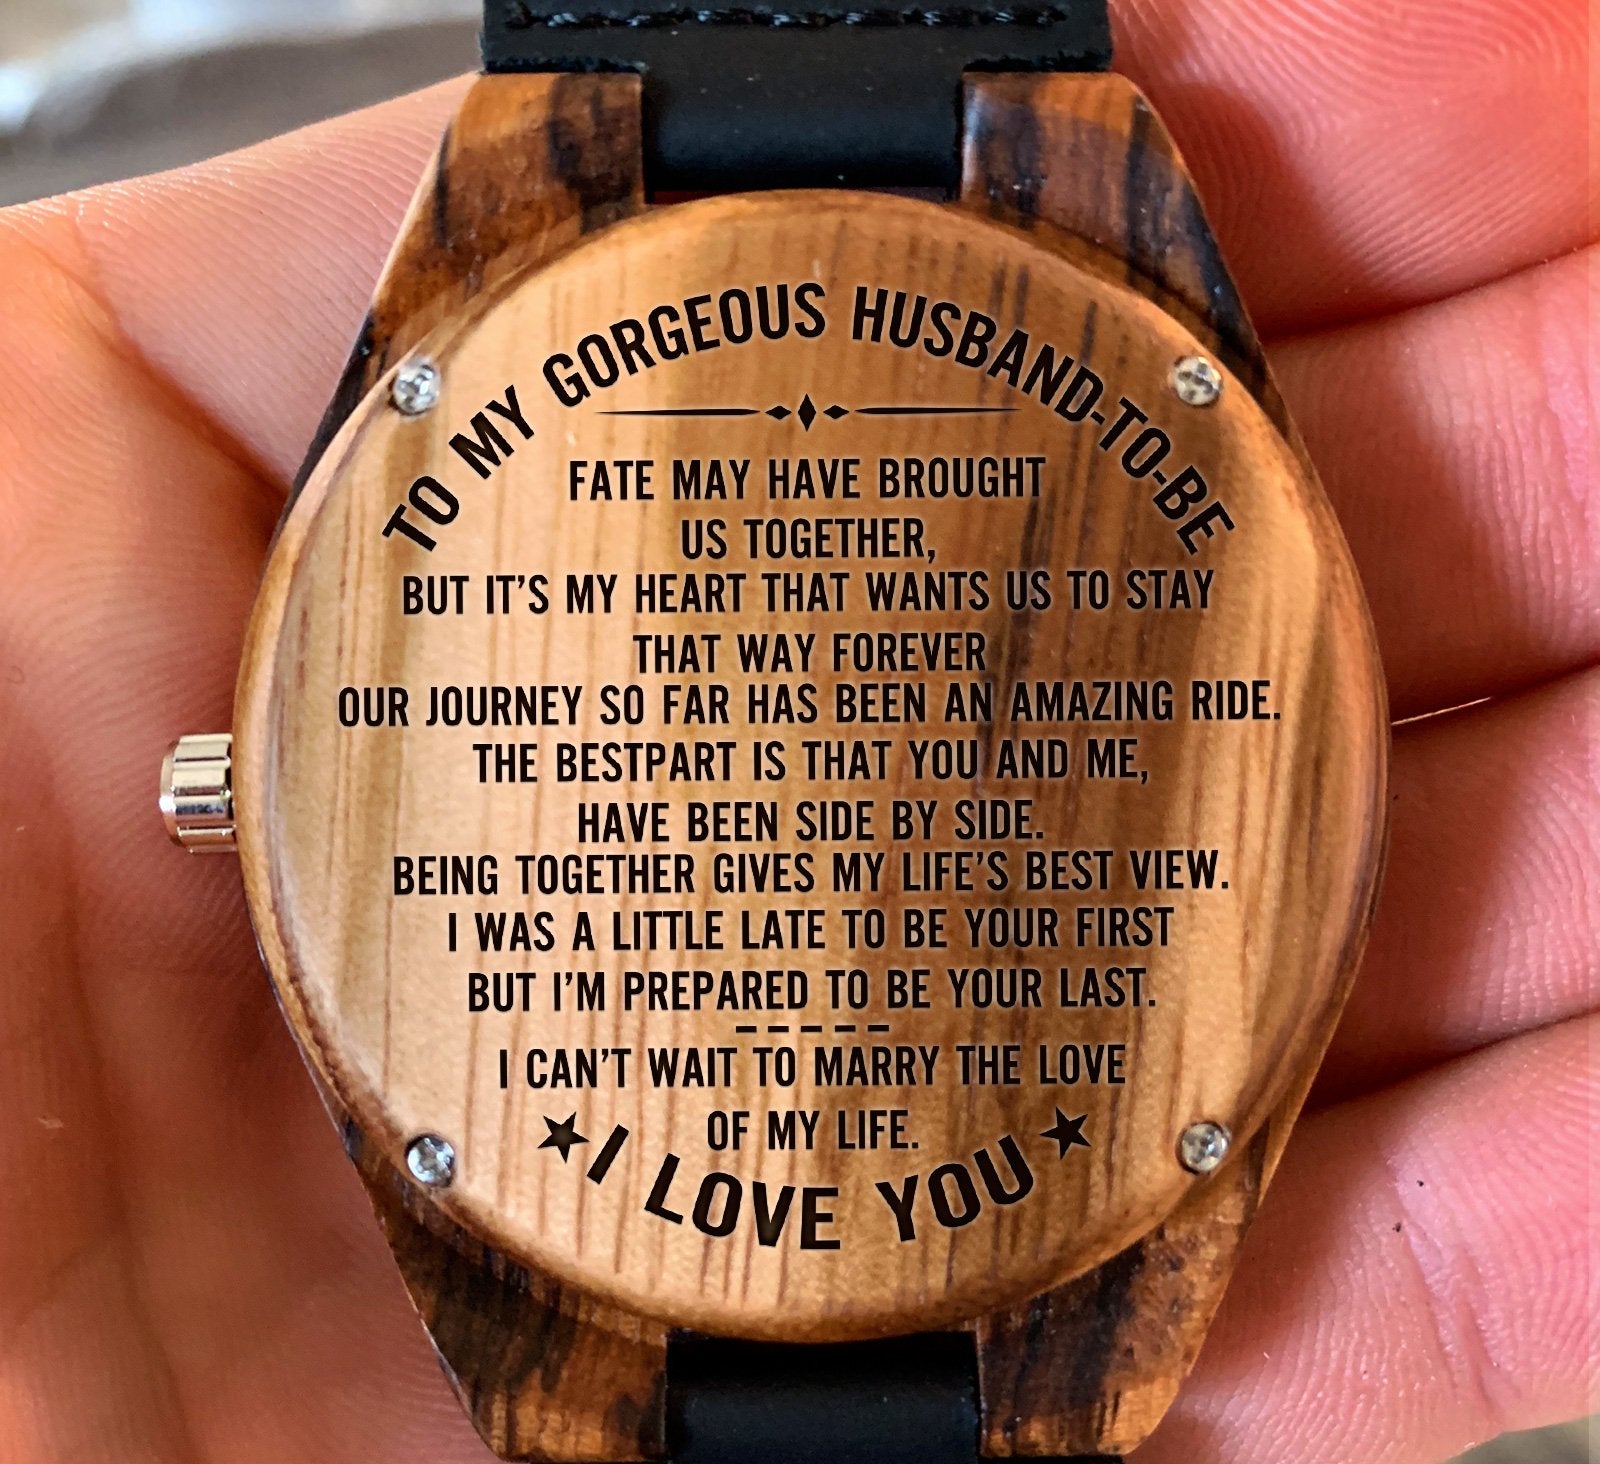 TO MY GORGEOUS HUSBAND-TO-BE
FATE MAY HAVE BROUGHT
US TOGETHER,
BUT IT'S MY HEART THAT WANTS US TO STAY
THAT WAY FOREVER
OUR JOURNEY SO FAR HAS BEEN AN AMAZING RIDE.
THE BESTPART IS THAT YOU AND ME,
HAVE BEEN SIDE BY SIDE.
BEING TOGETHER GIVES MY LIFE'S BEST VIEW.
I WAS A LITTLE LATE TO BE YOUR FIRST
BUT I'M PREPARED TO BE YOUR LAST.
-----
I CAN'T WAIT TO MARRY THE LOVE
OF MY LIFE.
I LOVE YOU